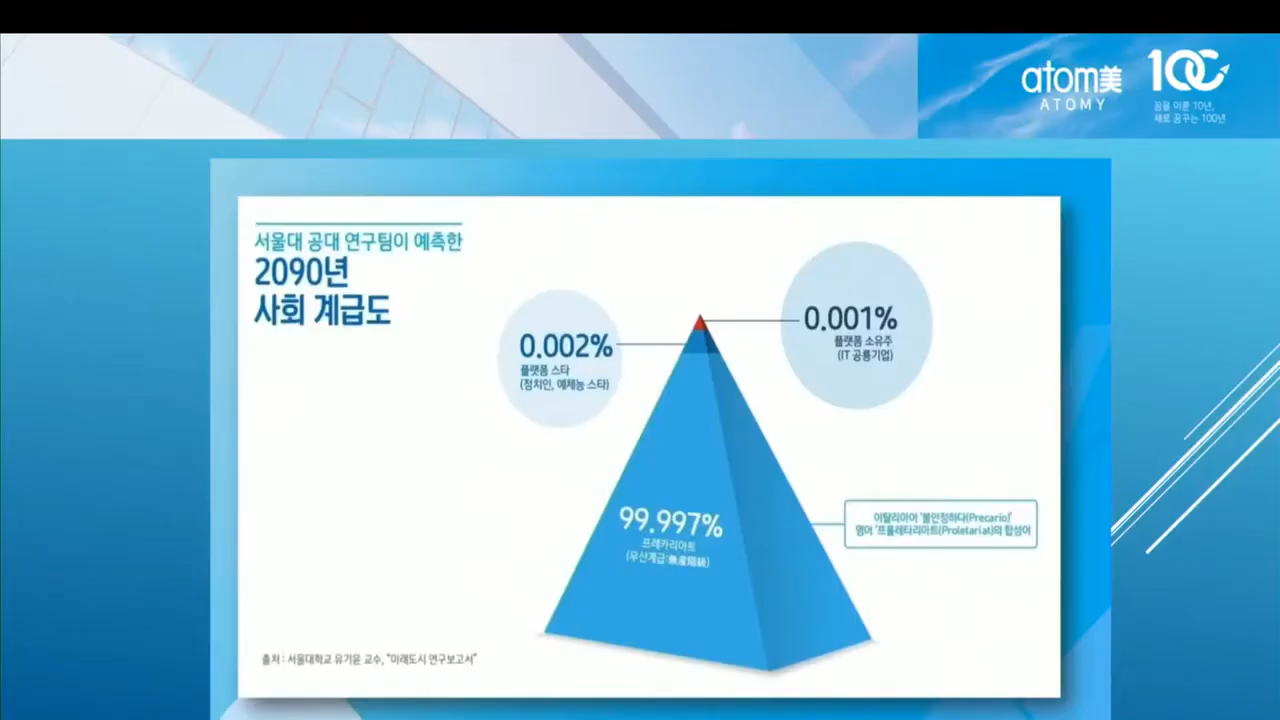 atom美
ATOMY
100
꿈을 이룬 10년,
새로 꿈꾸는 100년
서울대 공대 연구팀이 예측한
2090년
사회 계급도
0.001%
플랫폼 소유주
(IT 공룡기업)
0.002%
플랫폼 스타
(정치인, 예체능 스타)
99.997%
프레카리아트
(무산계급:無産階級)
이탈리아어 '불안정하다(Precario)'
영어 '프롤레타리아트(Proletariat)의 합성어
출처 : 서울대학교 유기윤 교수, "미래도시 연구보고서"